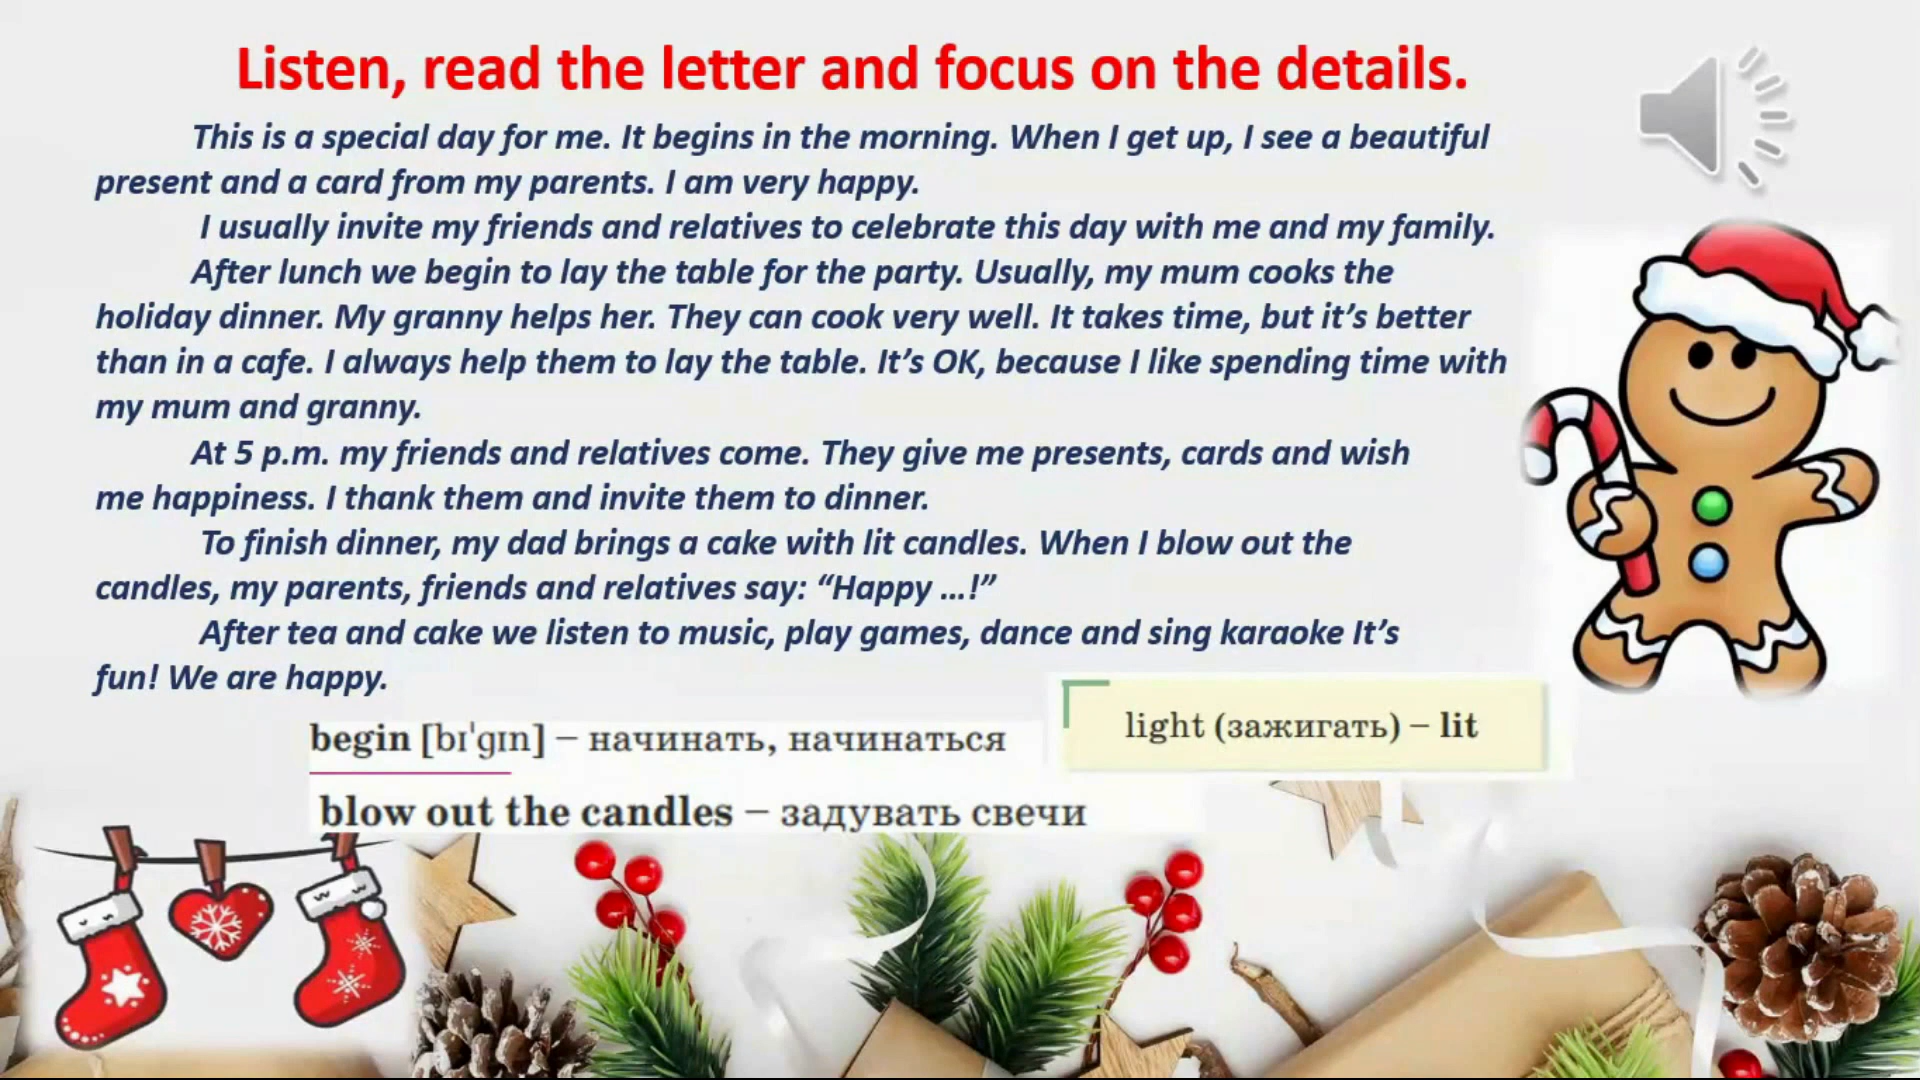 Listen, read the letter and focus on the details.
This is a special day for me. It begins in the morning. When I get up, I see a beautiful
present and a card from my parents. I am very happy.
I usually invite my friends and relatives to celebrate this day with me and my family.
After lunch we begin to lay the table for the party. Usually, my mum cooks the
holiday dinner. My granny helps her. They can cook very well. It takes time, but it’s better
than in a cafe. I always help them to lay the table. It’s OK, because I like spending time with
my mum and granny.
At 5 p.m. my friends and relatives come. They give me presents, cards and wish
me happiness. I thank them and invite them to dinner.
To finish dinner, my dad brings a cake with lit candles. When I blow out the
candles, my parents, friends and relatives say: “Happy ...!”
After tea and cake we listen to music, play games, dance and sing karaoke It’s
fun! We are happy.
begin [bɪˈgɪn] – начинать, начинаться
light (зажигать) – lit
blow out the candles – задувать свечи